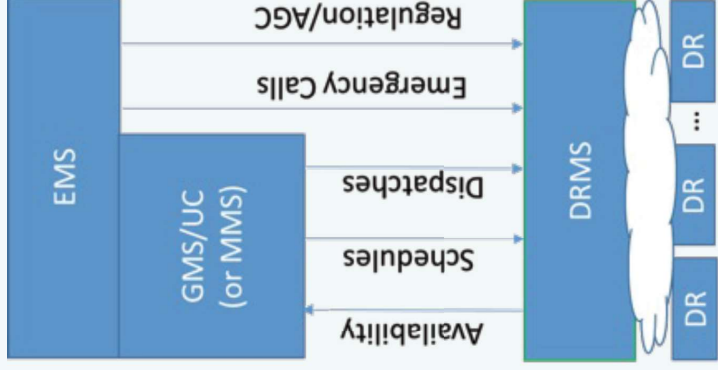 EMS
GMS/UC
(or MMS)
Regulation/AGC
Emergency Calls
Dispatches
Schedules
Availability
DRMS
DR
...
DR
DR